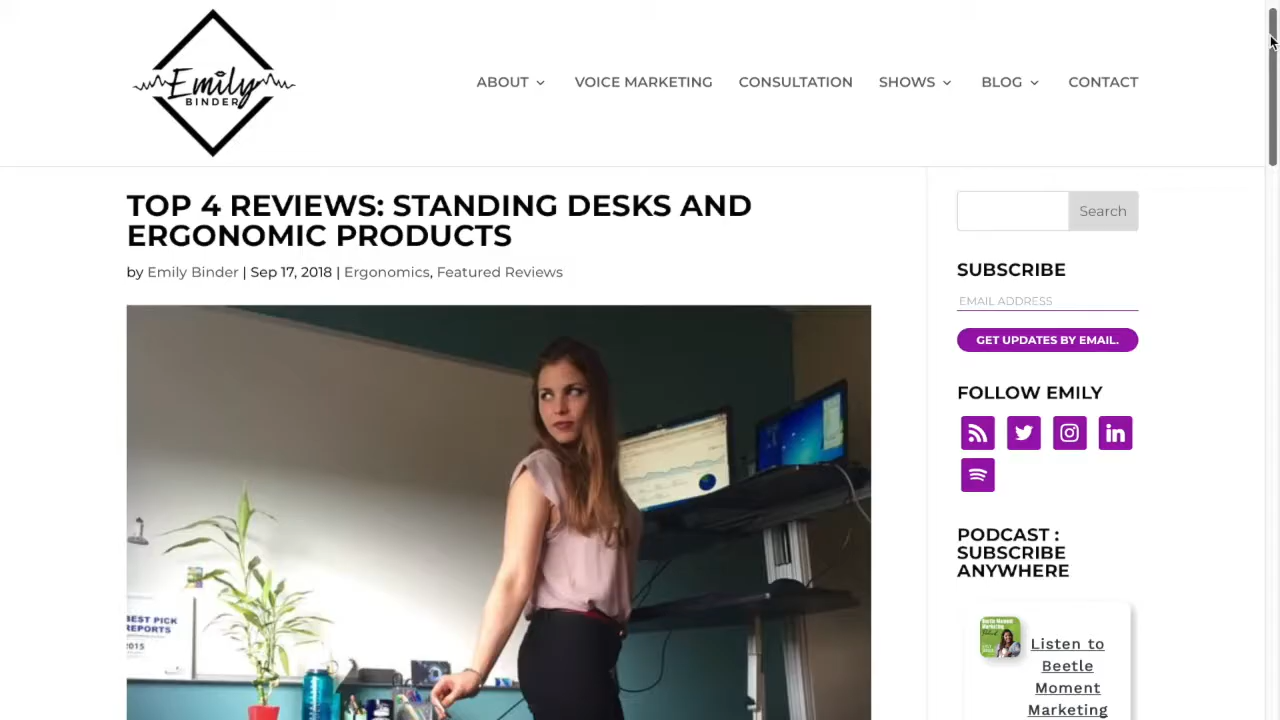 Emily
BINDER
ABOUT
VOICE MARKETING
CONSULTATION
SHOWS
BLOG
CONTACT
TOP 4 REVIEWS: STANDING DESKS AND
ERGONOMIC PRODUCTS
by Emily Binder | Sep 17, 2018 | Ergonomics, Featured Reviews
BEST PICK
REPORTS
2015
Search
SUBSCRIBE
EMAIL ADDRESS
GET UPDATES BY EMAIL.
FOLLOW EMILY
in
PODCAST :
SUBSCRIBE
ANYWHERE
Listen to
Beetle
Moment
Marketing